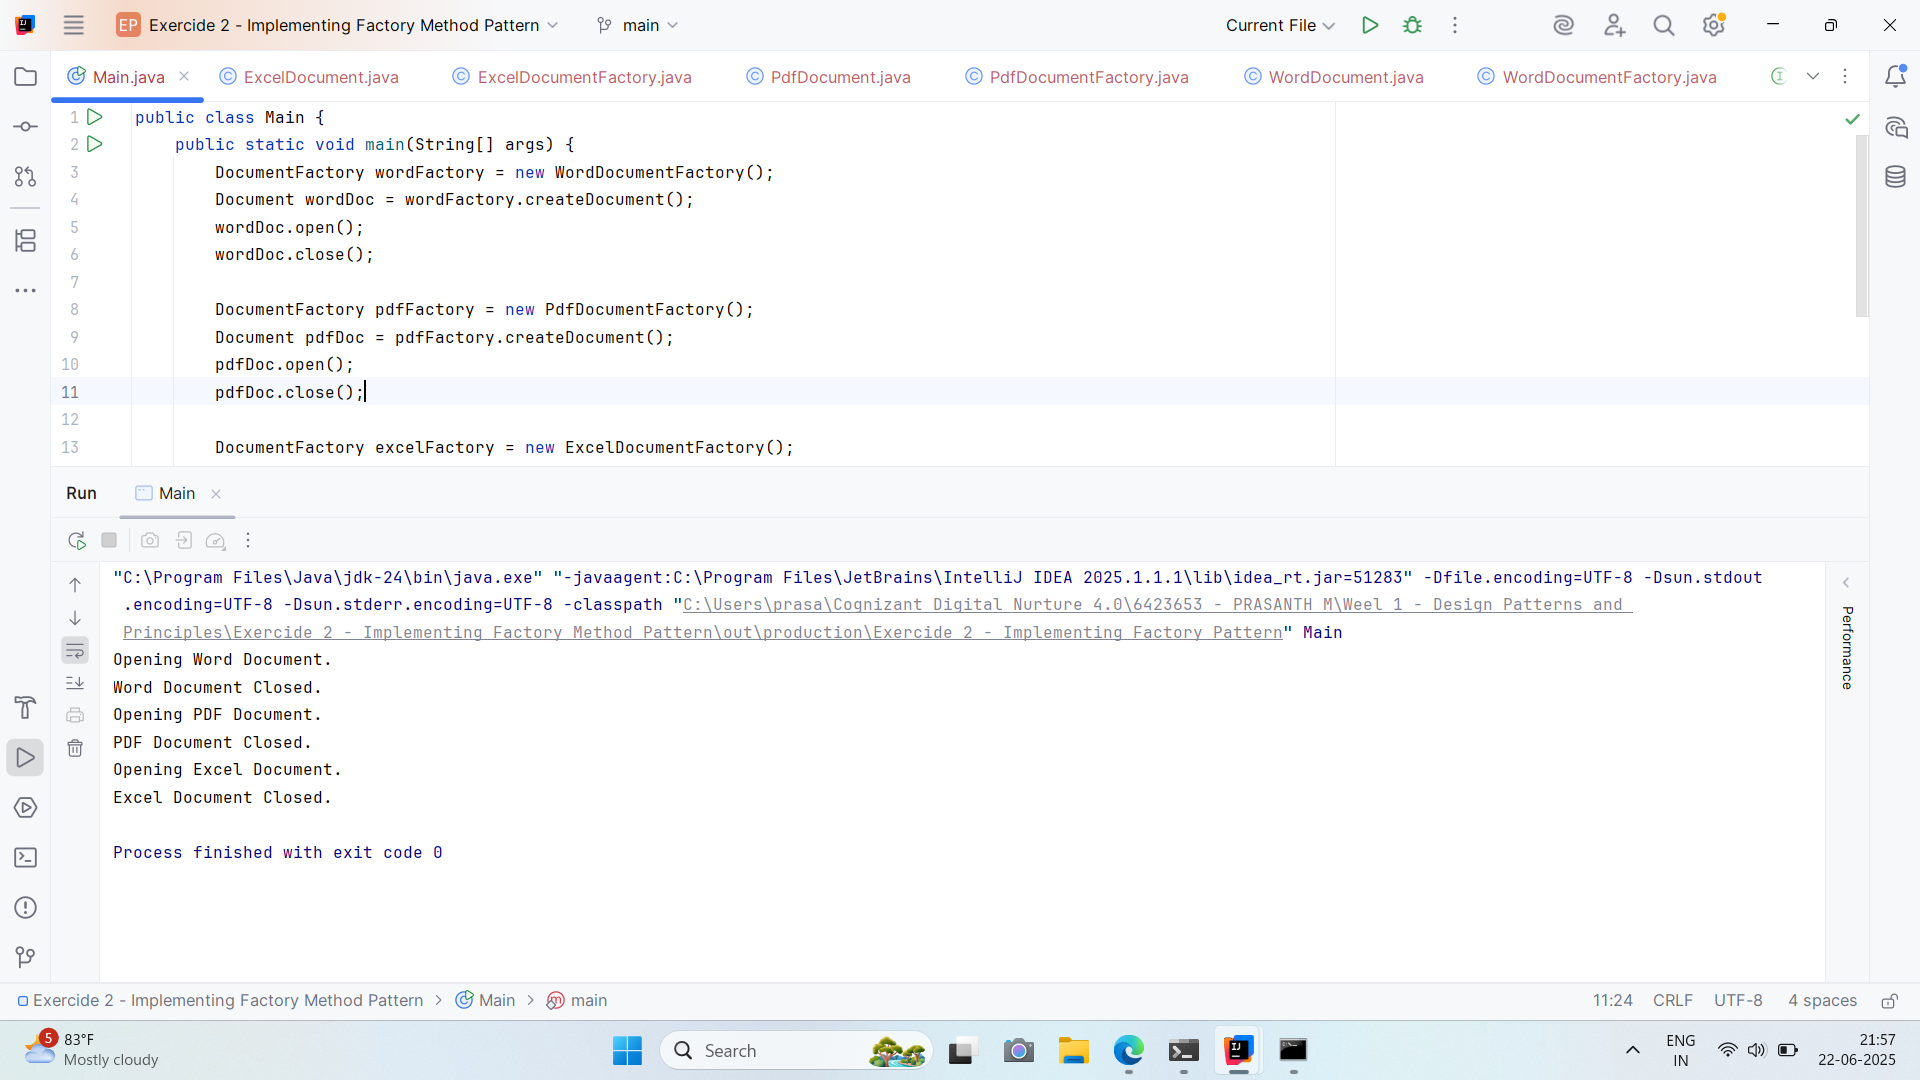 EP Exercide 2 - Implementing Factory Method Pattern main Current File
Main.java ExcelDocument.java ExcelDocumentFactory.java PdfDocument.java PdfDocumentFactory.java WordDocument.java WordDocumentFactory.java
1 public class Main {
2 public static void main(String[] args) {
3 DocumentFactory wordFactory = new WordDocumentFactory();
4 Document wordDoc = wordFactory.createDocument();
5 wordDoc.open();
6 wordDoc.close();
7
8 DocumentFactory pdfFactory = new PdfDocumentFactory();
9 Document pdfDoc = pdfFactory.createDocument();
10 pdfDoc.open();
11 pdfDoc.close();
12
13 DocumentFactory excelFactory = new ExcelDocumentFactory();
Run Main
"C:\Program Files\Java\jdk-24\bin\java.exe" "-javaagent:C:\Program Files\JetBrains\IntelliJ IDEA 2025.1.1.1\lib\idea_rt.jar=51283" -Dfile.encoding=UTF-8 -Dsun.stdout
.encoding=UTF-8 -Dsun.stderr.encoding=UTF-8 -classpath "C:\Users\prasa\Cognizant Digital Nurture 4.0\6423653 - PRASANTH M\Weel 1 - Design Patterns and
Principles\Exercide 2 - Implementing Factory Method Pattern\out\production\Exercide 2 - Implementing Factory Pattern" Main
Opening Word Document.
Word Document Closed.
Opening PDF Document.
PDF Document Closed.
Opening Excel Document.
Excel Document Closed.
Process finished with exit code 0
Performance
Exercide 2 - Implementing Factory Method Pattern > Main > main 11:24 CRLF UTF-8 4 spaces
5 83°F
Mostly cloudy
Search
ENG
IN
21:57
22-06-2025